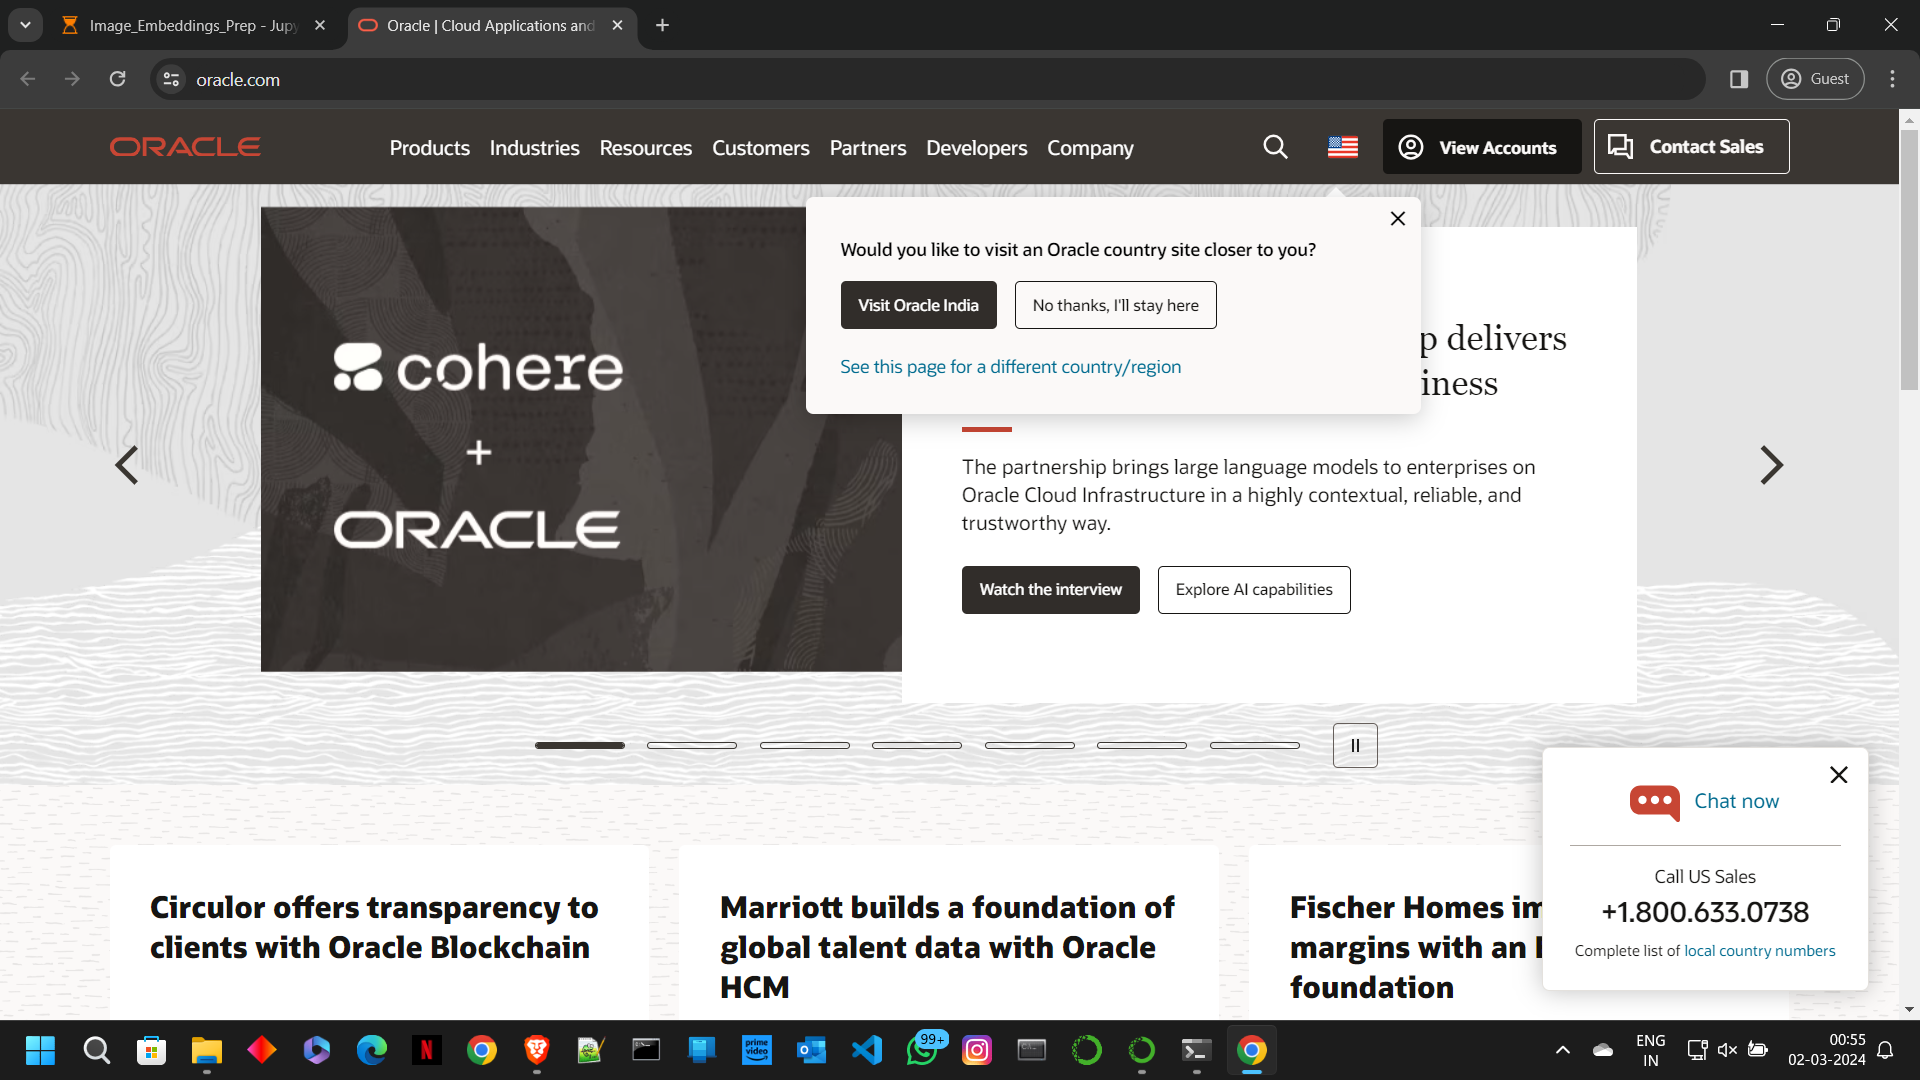 Image_Embeddings_Prep - Jupy
Oracle | Cloud Applications and
oracle.com
Guest
ORACLE
Products Industries Resources Customers Partners Developers Company
View Accounts
Contact Sales
Would you like to visit an Oracle country site closer to you?
Visit Oracle India
No thanks, I'll stay here
See this page for a different country/region
p delivers
iness
cohere
+
ORACLE
The partnership brings large language models to enterprises on
Oracle Cloud Infrastructure in a highly contextual, reliable, and
trustworthy way.
Watch the interview
Explore AI capabilities
Chat now
Call US Sales
+1.800.633.0738
Complete list of local country numbers
Circulor offers transparency to
clients with Oracle Blockchain
Marriott builds a foundation of
global talent data with Oracle
HCM
Fischer Homes im
margins with an
foundation
N
prime
video
99+
ENG
IN
00:55
02-03-2024